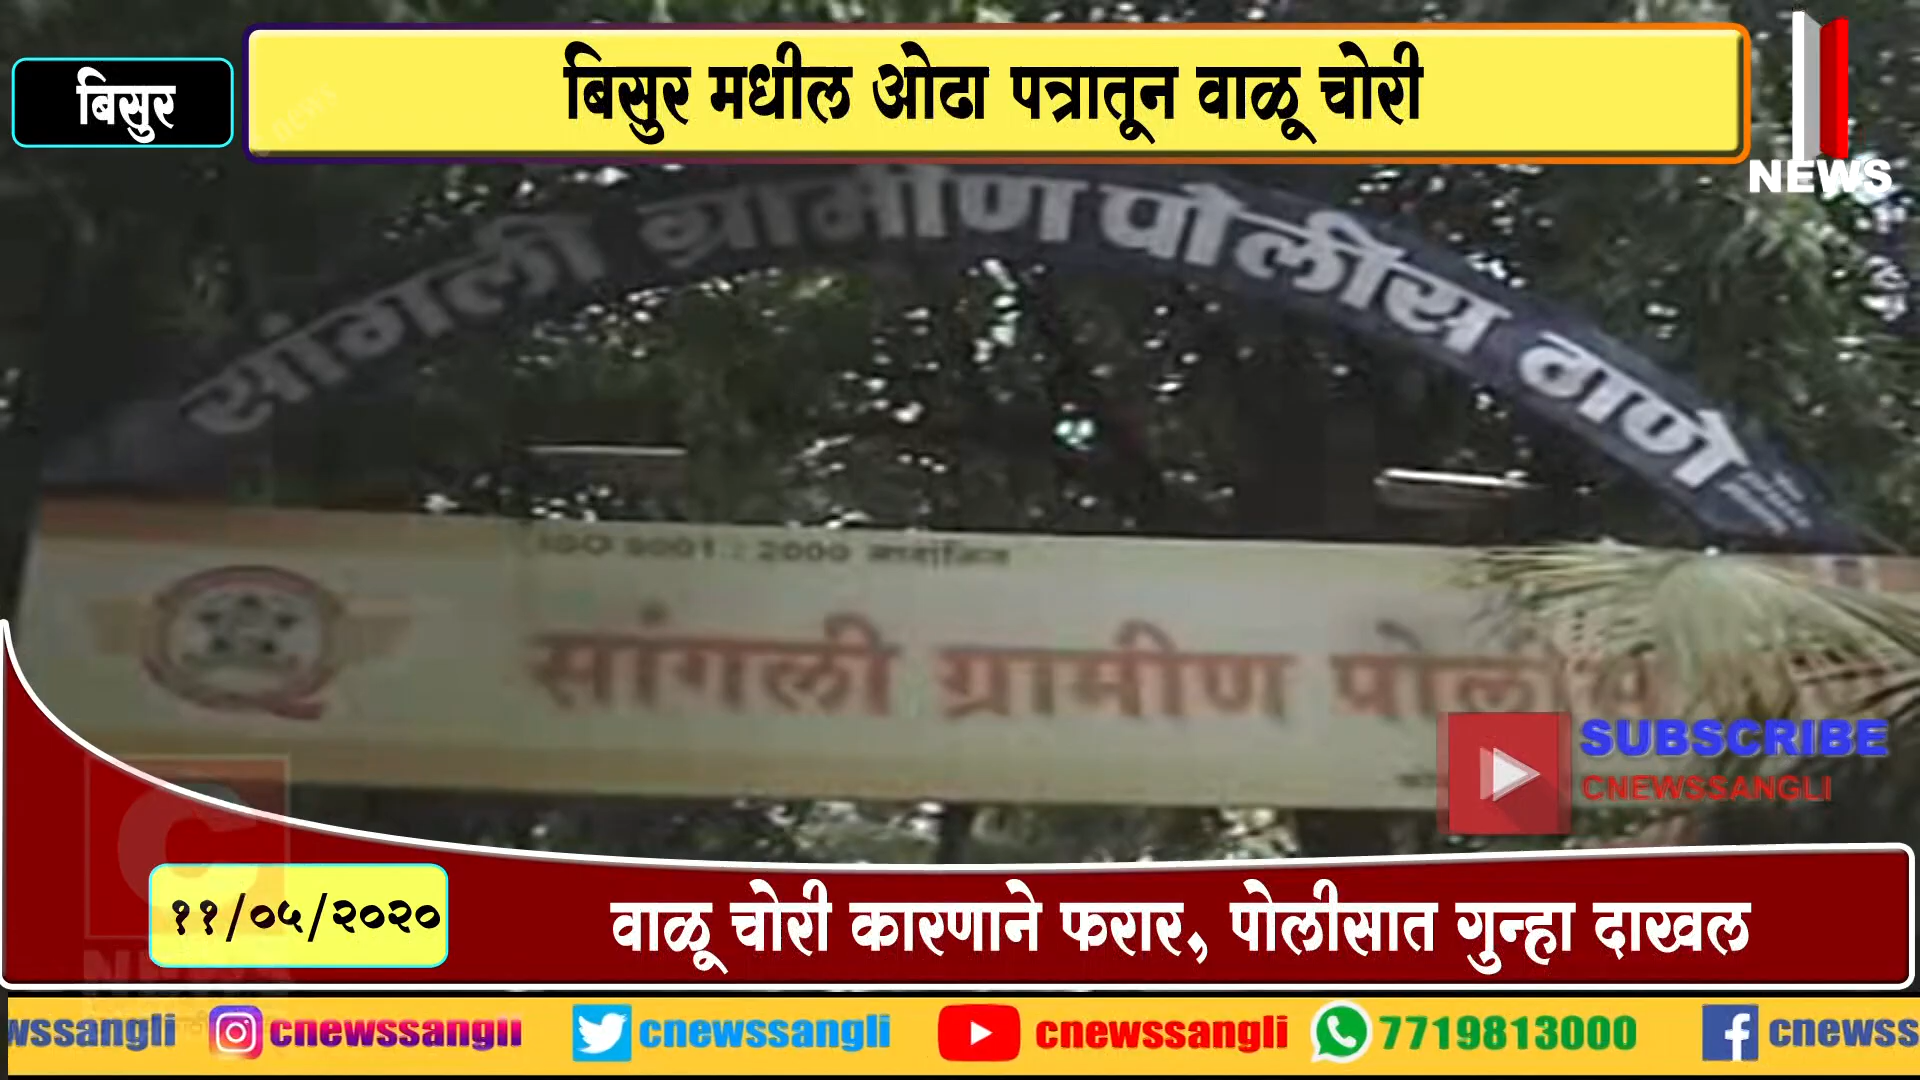 बिसुर
बिसुर मधील ओढा पत्रातून वाळू चोरी
NEWS
सांगली ग्रामीण पोलीस ठाणे
ISO 9001 : 2000
सांगली ग्रामीण पोलीस
SUBSCRIBE
CNEWSSANGLI
११/०५/२०२०
वाळू चोरी कारणाने फरार, पोलीसात गुन्हा दाखल
wssangli cnewssangli cnewssangli cnewssangli 7719813000 cnewss